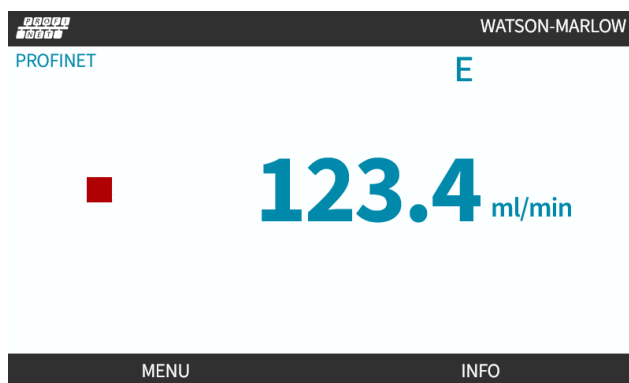 PROFI
NET
WATSON-MARLOW
PROFINET
E
123.4 ml/min
MENU
INFO